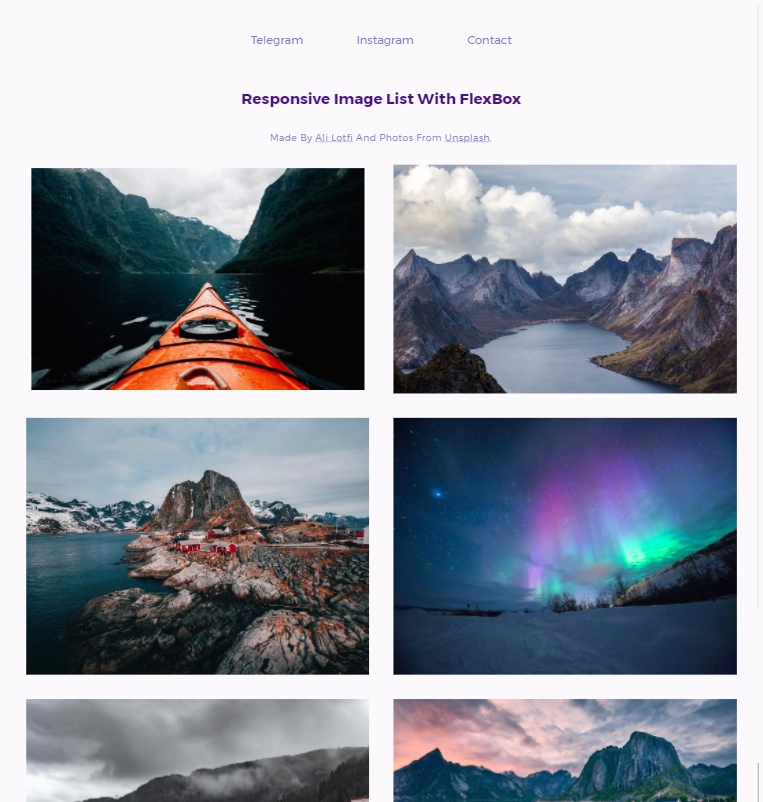 Telegram Instagram Contact
Responsive Image List With FlexBox
Made By Ali Lotfi And Photos From Unsplash.